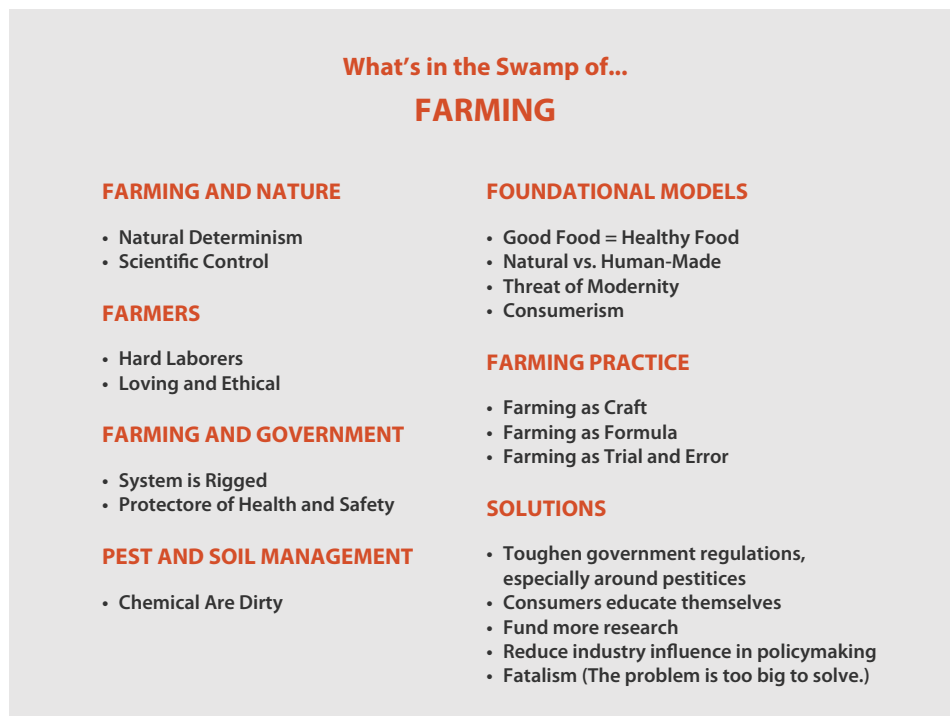 What's in the Swamp of...
FARMING
FARMING AND NATURE
• Natural Determinism
• Scientific Control
FARMERS
• Hard Laborers
• Loving and Ethical
FARMING AND GOVERNMENT
• System is Rigged
• Protectore of Health and Safety
PEST AND SOIL MANAGEMENT
• Chemical Are Dirty
FOUNDATIONAL MODELS
• Good Food = Healthy Food
• Natural vs. Human-Made
• Threat of Modernity
• Consumerism
FARMING PRACTICE
• Farming as Craft
• Farming as Formula
• Farming as Trial and Error
SOLUTIONS
• Toughen government regulations,
especially around pestitices
• Consumers educate themselves
• Fund more research
• Reduce industry influence in policymaking
• Fatalism (The problem is too big to solve.)